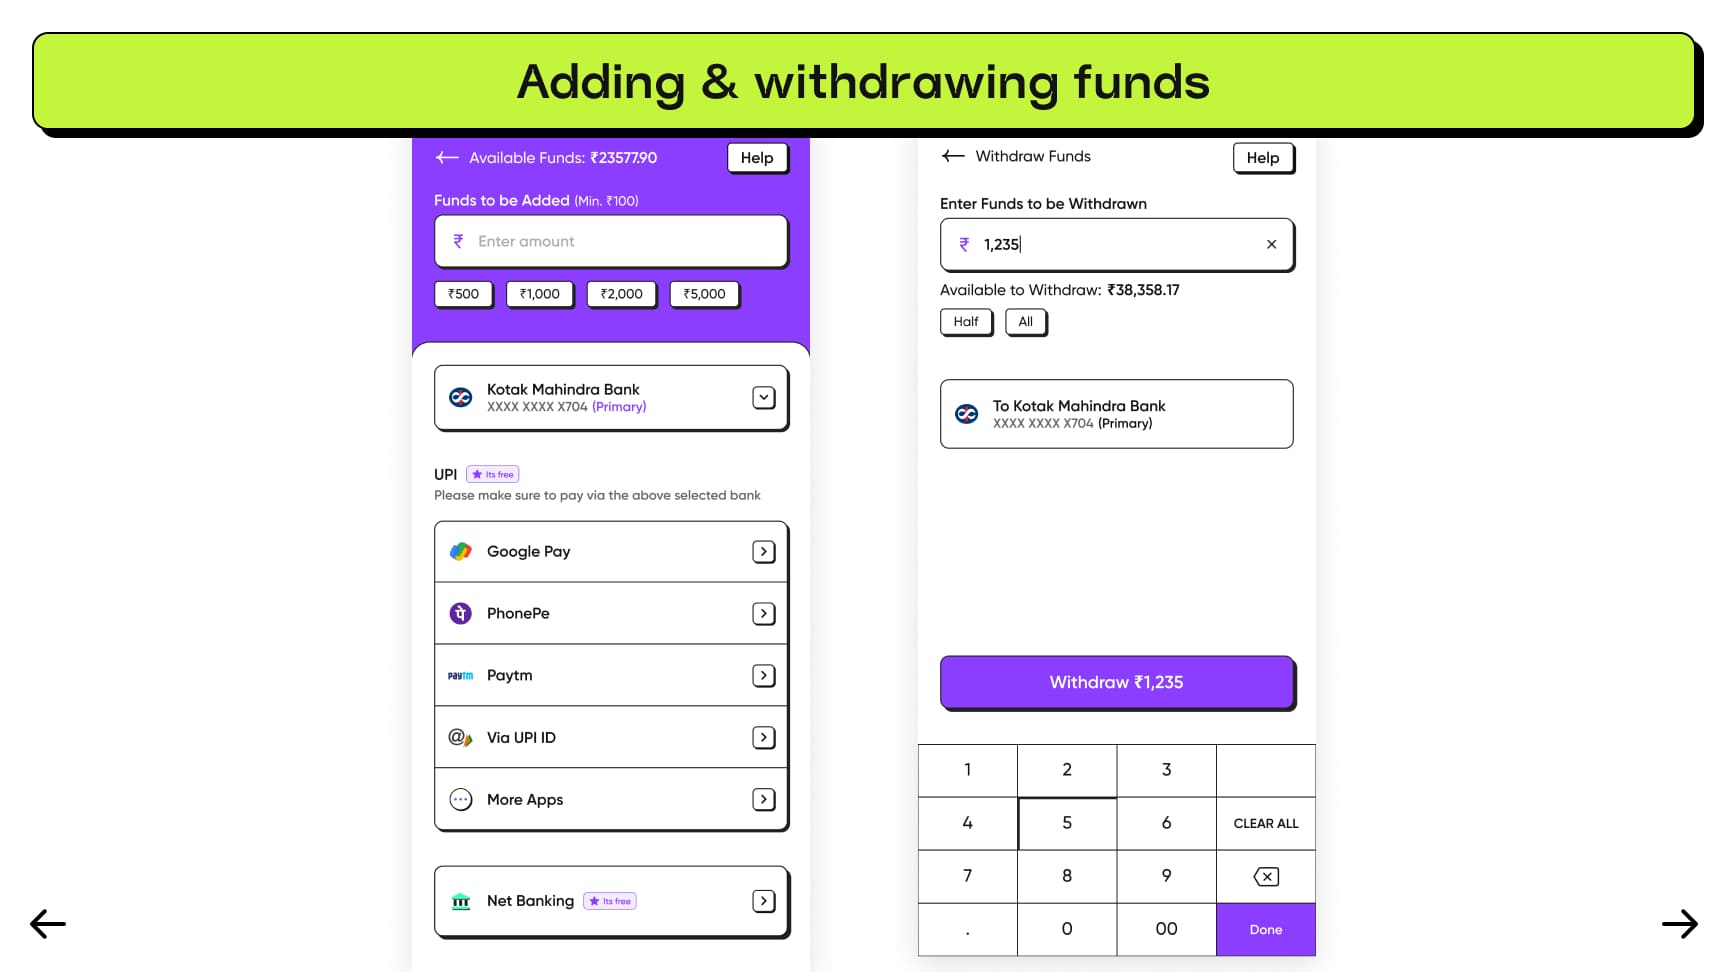 Adding & withdrawing funds
Available Funds: ₹23577.90
Help
Funds to be Added (Min. ₹100)
₹ Enter amount
₹500 ₹1,000 ₹2,000 ₹5,000
Kotak Mahindra Bank
XXXX XXXX X704 (Primary)
UPI Its free
Please make sure to pay via the above selected bank
Google Pay
पे PhonePe
paytm Paytm
@ Via UPI ID
More Apps
Net Banking Its free
Withdraw Funds
Help
Enter Funds to be Withdrawn
₹ 1,235
Available to Withdraw: ₹38,358.17
Half All
To Kotak Mahindra Bank
XXXX XXXX X704 (Primary)
Withdraw ₹1,235
1 2 3
4 5 6 CLEAR ALL
7 8 9
. 0 00 Done